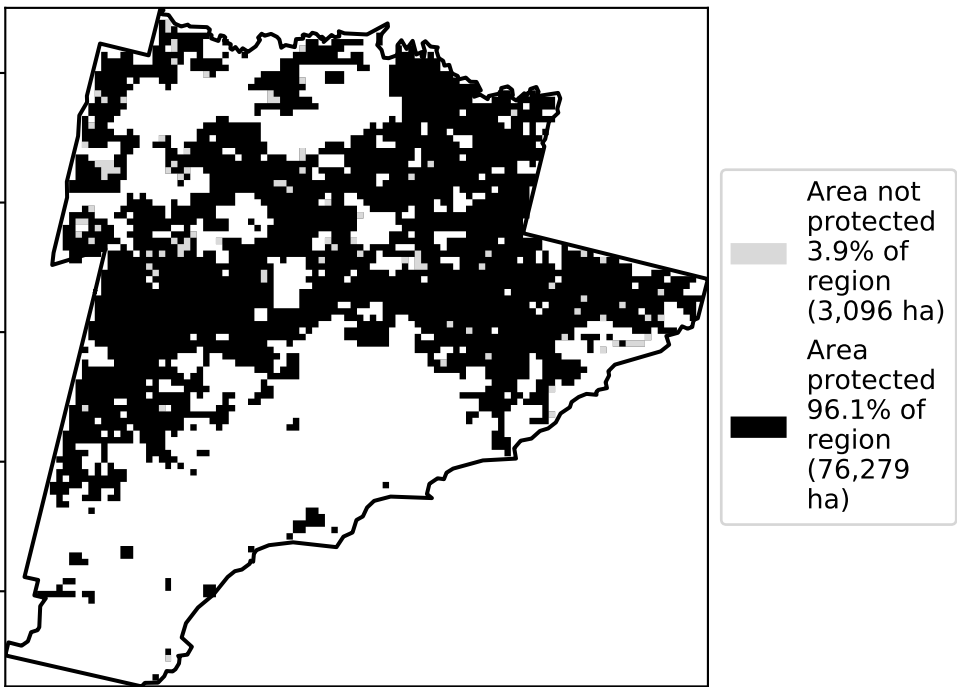 Area not
protected
3.9% of
region
(3,096 ha)
Area
protected
96.1% of
region
(76,279
ha)